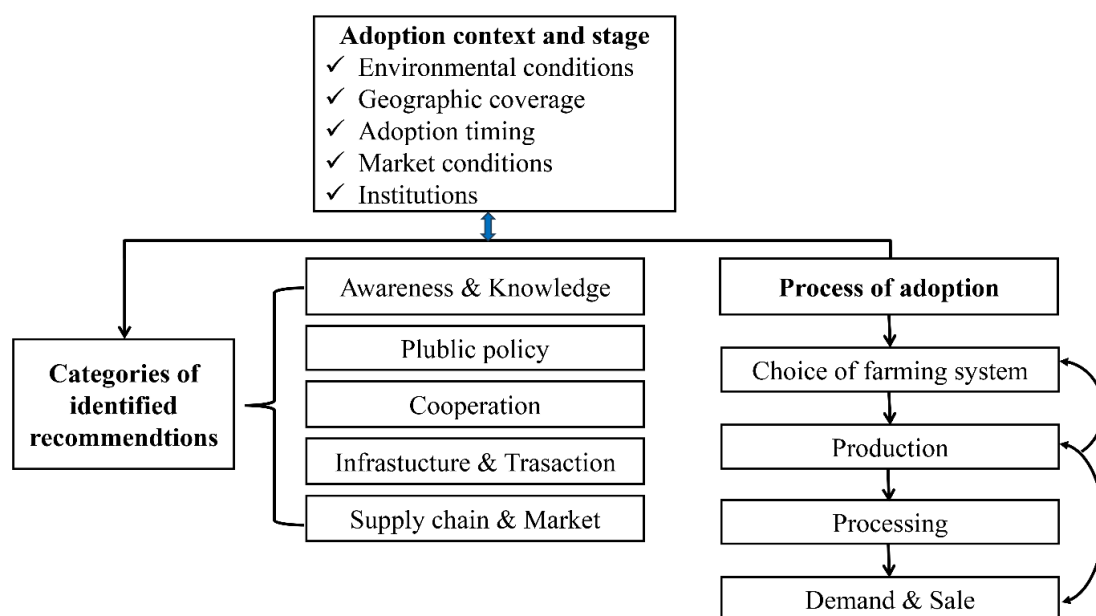 Adoption context and stage
✓ Environmental conditions
✓ Geographic coverage
✓ Adoption timing
✓ Market conditions
✓ Institutions
Categories of
identified
recommendtions
Awareness & Knowledge
Plublic policy
Cooperation
Infrastucture & Trasaction
Supply chain & Market
Process of adoption
Choice of farming system
Production
Processing
Demand & Sale